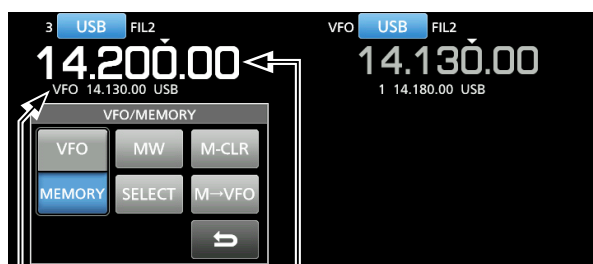 3 USB FIL2
14.200.00
VFO 14.130.00 USB
VFO/MEMORY
VFO MW M-CLR
MEMORY SELECT M→VFO
VFO USB FIL2
14.130.00
1 14.180.00 USB